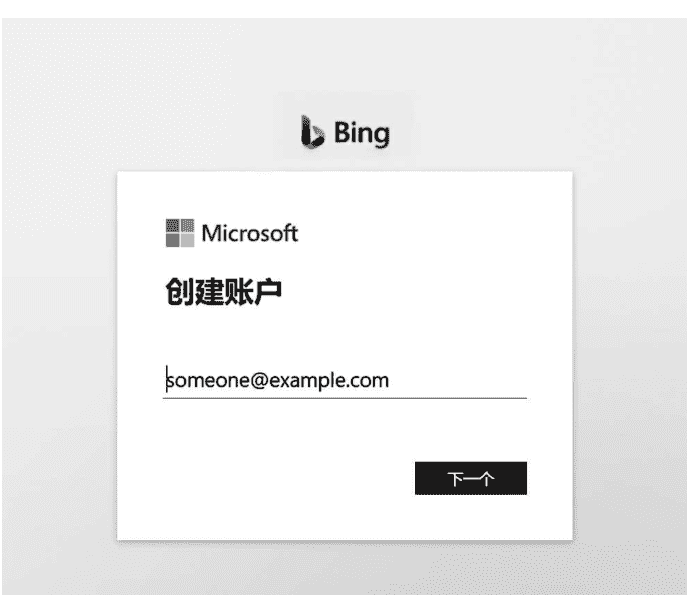 Bing
Microsoft
创建账户
someone@example.com
下一个